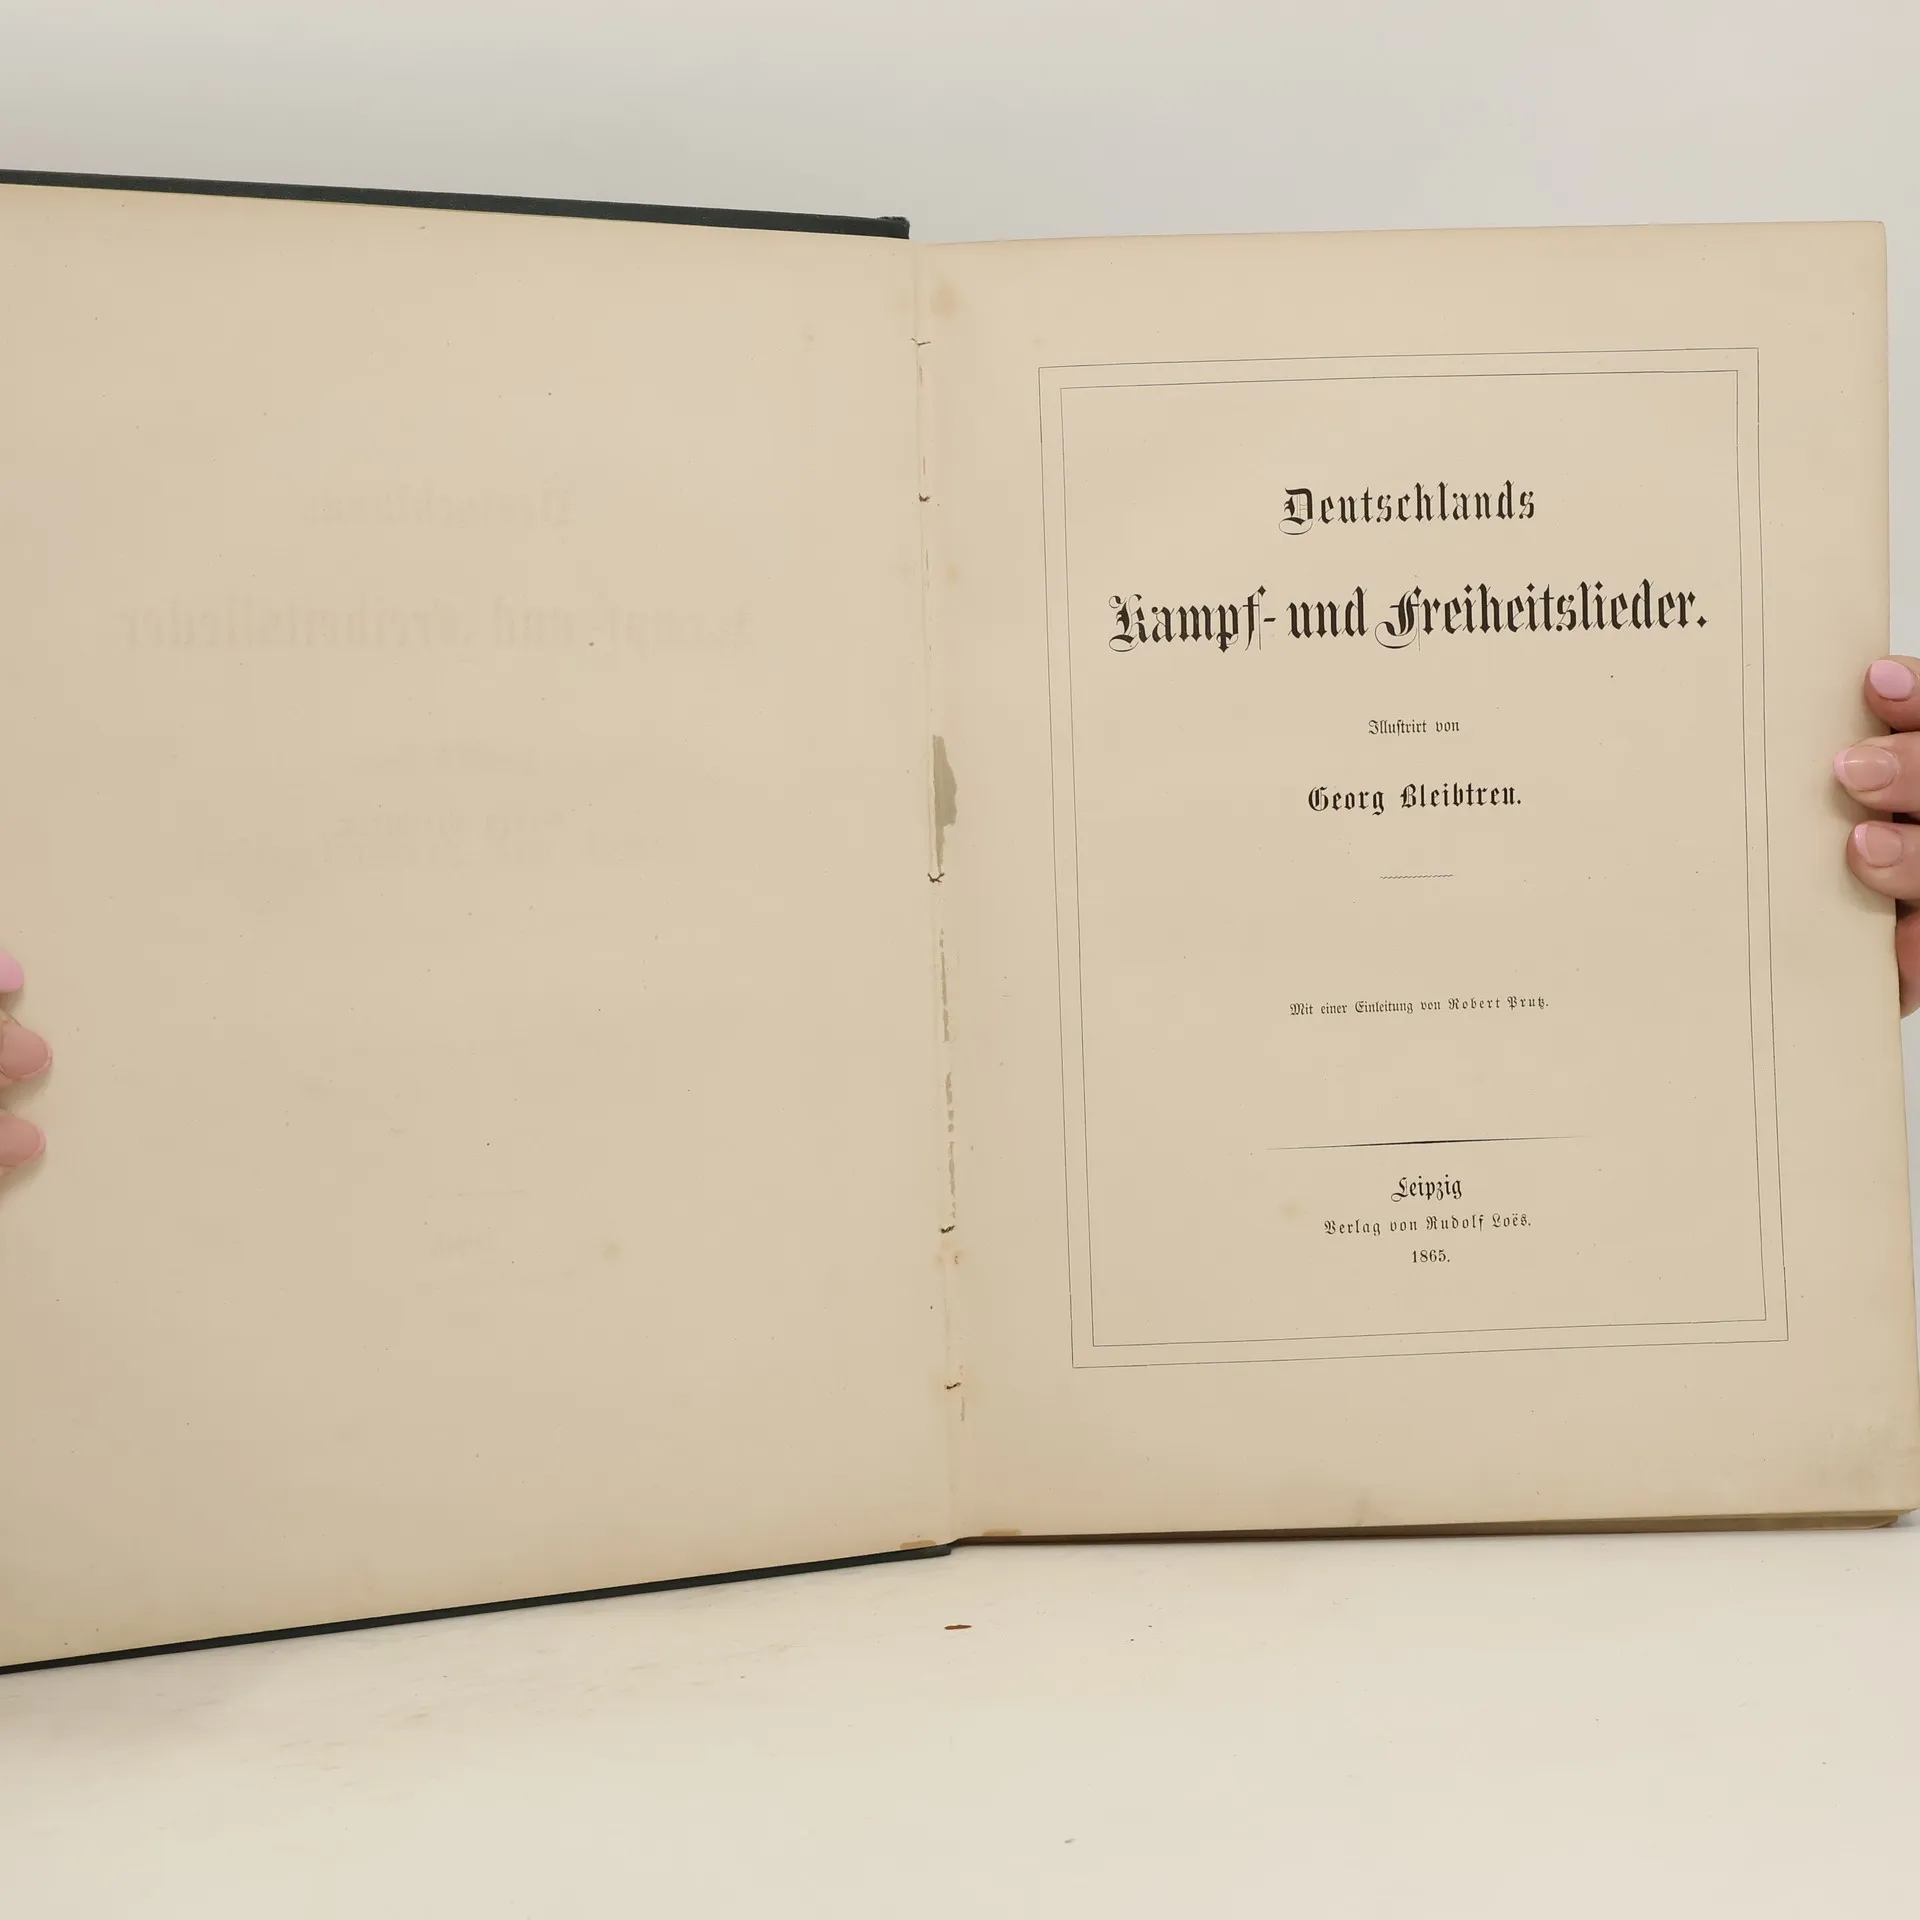 Deutschlands
Kampf- und Freiheitslieder.
Illustrirt von
Georg Bleibtreu.
Mit einer Einleitung von Robert Prutz.
Leipzig
Verlag von Rudolf Loës.
1865.